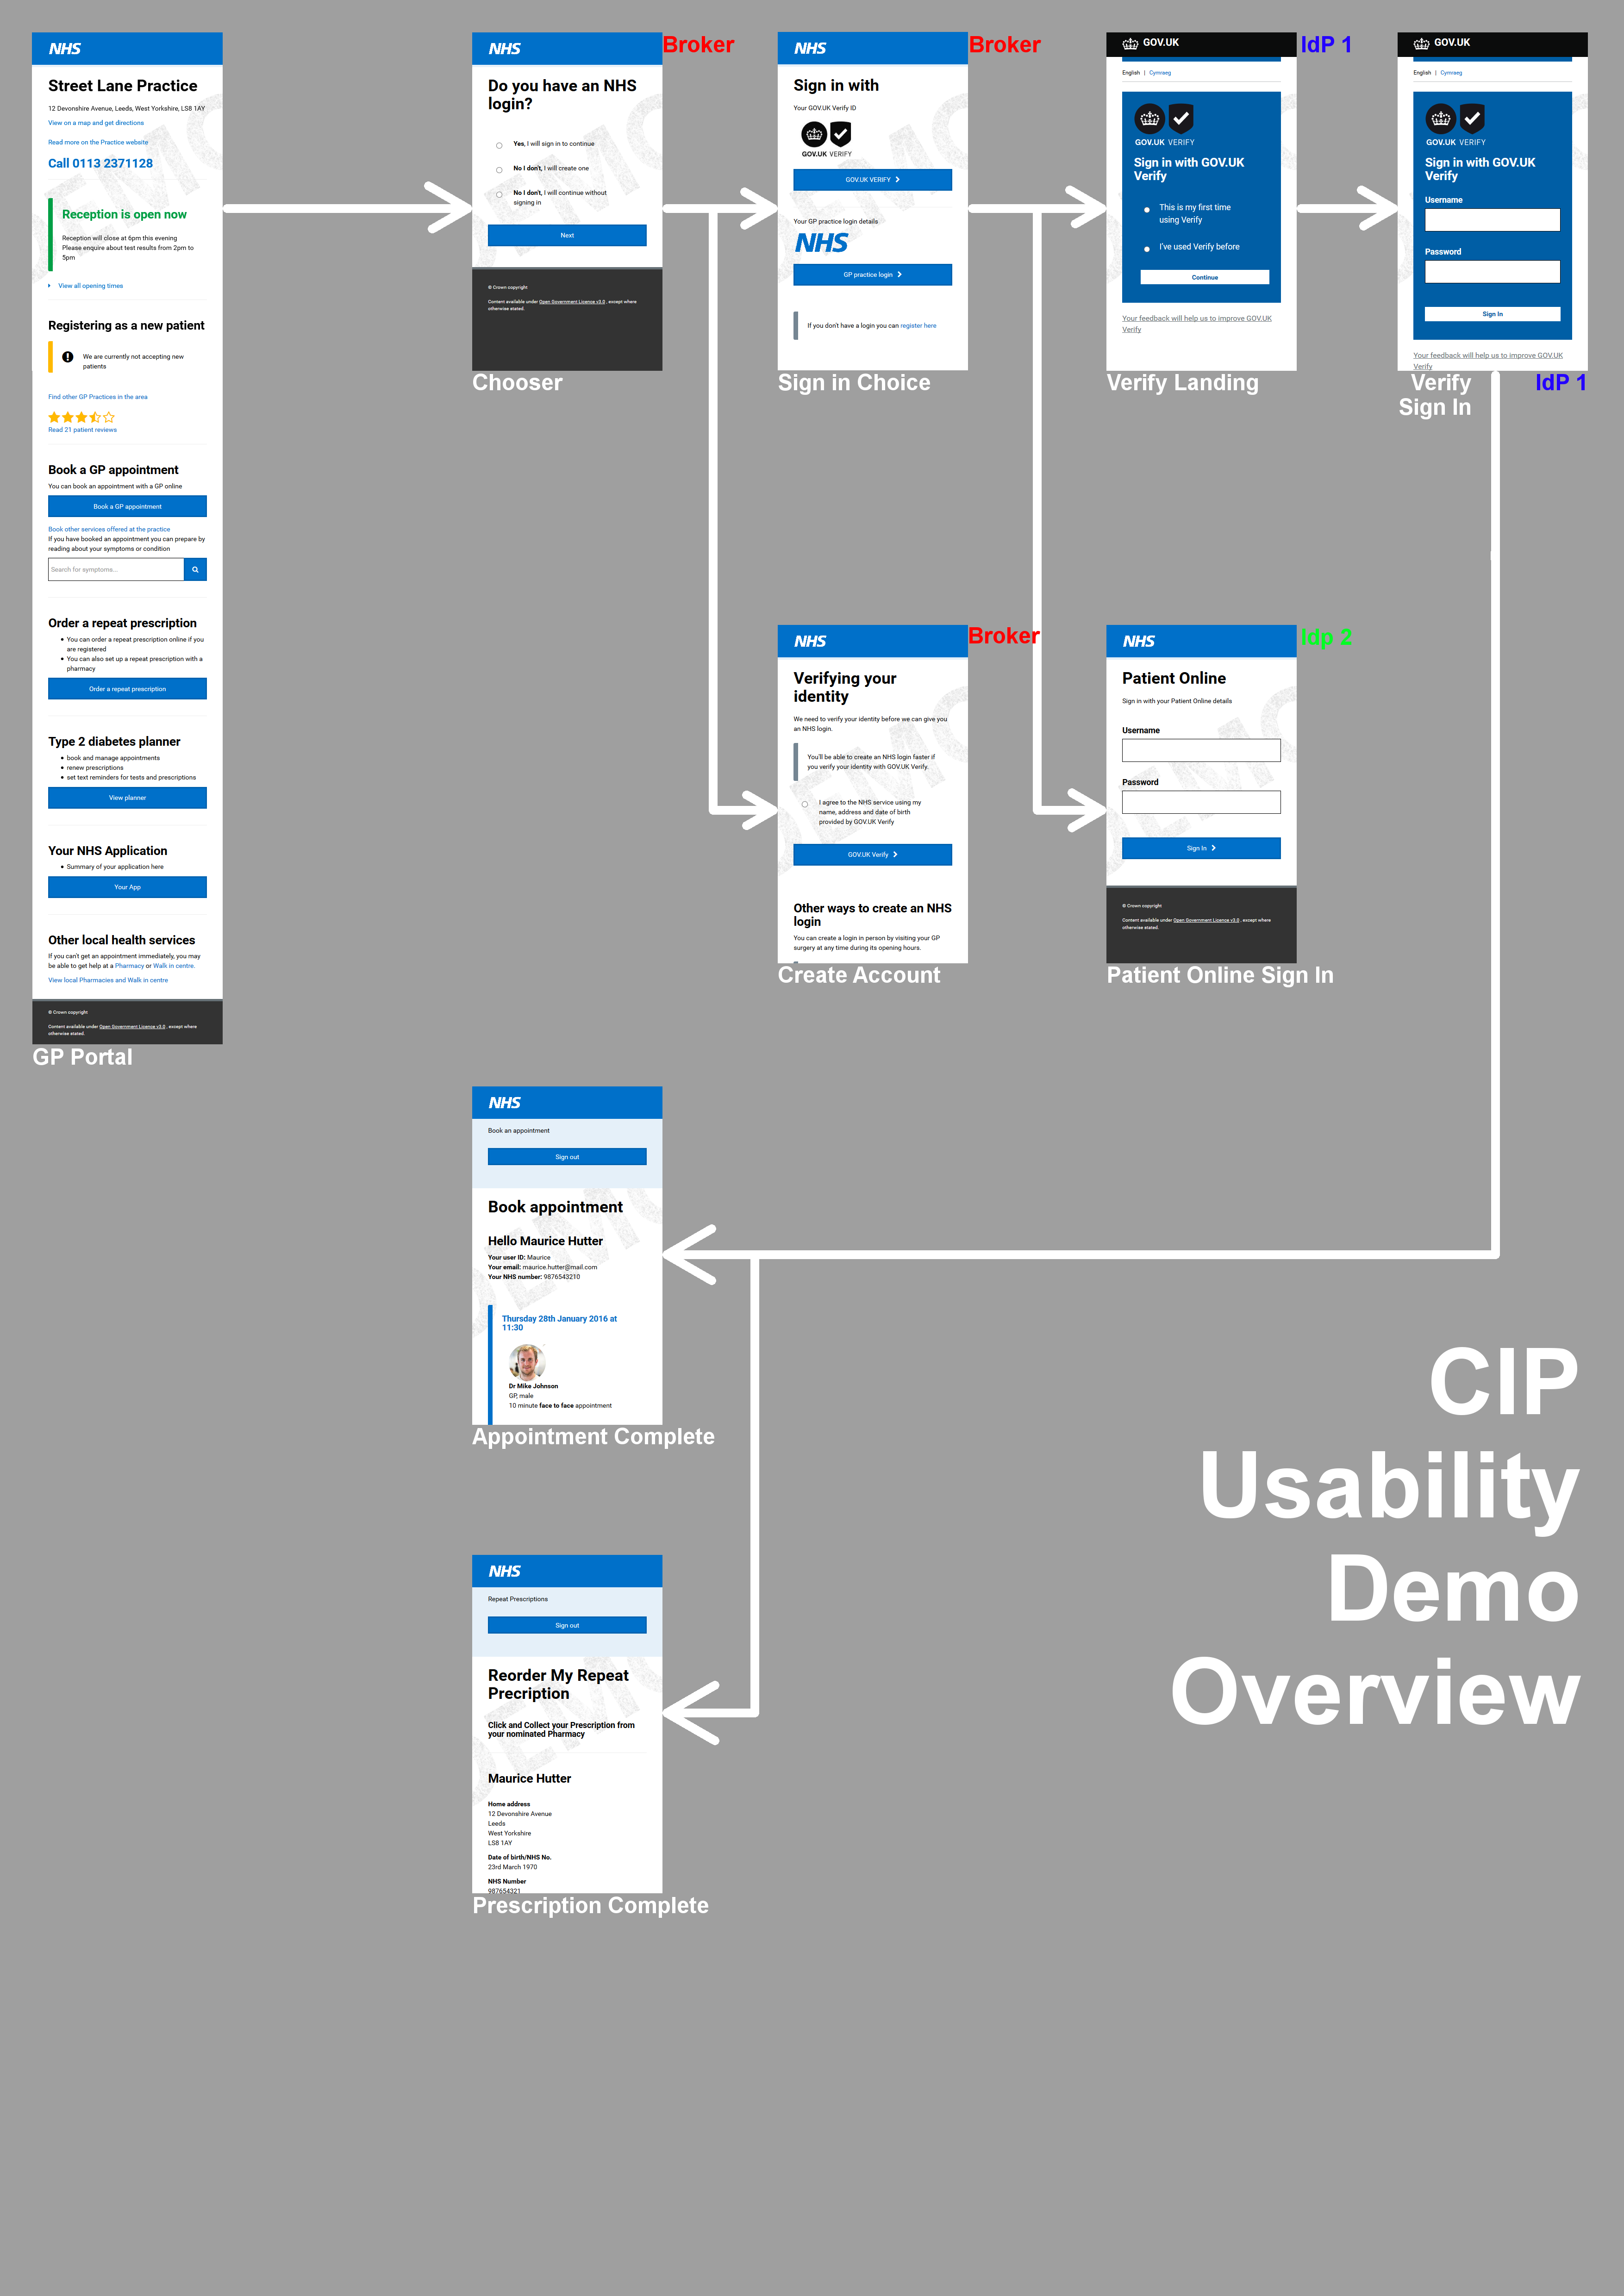 NHS
Street Lane Practice
12 Devonshire Avenue, Leeds, West Yorkshire, LS8 1AY
View on a map and get directions
Read more on the Practice website
Call 0113 2371128
Reception is open now
Reception will close at 6pm this evening
Please enquire about test results from 2pm to
5pm
View all opening times
Registering as a new patient
We are currently not accepting new
patients
Find other GP Practices in the area
Read 21 patient reviews
Book a GP appointment
You can book an appointment with a GP online
Book a GP appointment
Book other services offered at the practice
If you have booked an appointment you can prepare by
reading about your symptoms or condition
Search for symptoms...
Order a repeat prescription
You can order a repeat prescription online if you
are registered
You can also set up a repeat prescription with a
pharmacy
Order a repeat prescription
Type 2 diabetes planner
book and manage appointments
renew prescriptions
set text reminders for tests and prescriptions
View planner
Your NHS Application
Summary of your application here
Your App
Other local health services
If you can't get an appointment immediately, you may
be able to get help at a Pharmacy or Walk in centre.
View local Pharmacies and Walk in centre
© Crown copyright
Content available under Open Government Licence v3.0 , except where
otherwise stated.
DEMO
GP Portal
NHS
Broker
Do you have an NHS
login?
Yes, I will sign in to continue
No I don't, I will create one
No I don't, I will continue without
signing in
Next
© Crown copyright
Content available under Open Government Licence v3.0 , except where
otherwise stated.
DEMO
Chooser
NHS
Broker
Sign in with
Your GOV.UK Verify ID
GOV.UK VERIFY
GOV.UK VERIFY
Your GP practice login details
NHS
GP practice login
If you don't have a login you can register here
DEMO
Sign in Choice
GOV.UK
IdP 1
English | Cymraeg
GOV.UK VERIFY
Sign in with GOV.UK
Verify
This is my first time
using Verify
I've used Verify before
Continue
Your feedback will help us to improve GOV.UK
Verify
Verify Landing
GOV.UK
English | Cymraeg
GOV.UK VERIFY
Sign in with GOV.UK
Verify
Username
Password
Sign In
Your feedback will help us to improve GOV.UK
Verify
Verify
Sign In
IdP 1
NHS
Broker
Verifying your
identity
We need to verify your identity before we can give you
an NHS login.
You'll be able to create an NHS login faster if
you verify your identity with GOV.UK Verify.
I agree to the NHS service using my
name, address and date of birth
provided by GOV.UK Verify
GOV.UK Verify
Other ways to create an NHS
login
You can create a login in person by visiting your GP
surgery at any time during its opening hours.
DEMO
Create Account
NHS
Idp 2
Patient Online
Sign in with your Patient Online details
Username
Password
Sign In
© Crown copyright
Content available under Open Government Licence v3.0 , except where
otherwise stated.
DEMO
Patient Online Sign In
NHS
Book an appointment
Sign out
Book appointment
Hello Maurice Hutter
Your user ID: Maurice
Your email: maurice.hutter@mail.com
Your NHS number: 9876543210
Thursday 28th January 2016 at
11:30
Dr Mike Johnson
GP, male
10 minute face to face appointment
DEMO
Appointment Complete
NHS
Repeat Prescriptions
Sign out
Reorder My Repeat
Precription
Click and Collect your Prescription from
your nominated Pharmacy
Maurice Hutter
Home address
12 Devonshire Avenue
Leeds
West Yorkshire
LS8 1AY
Date of birth/NHS No.
23rd March 1970
NHS Number
987654321
DEMO
Prescription Complete
CIP
Usability
Demo
Overview